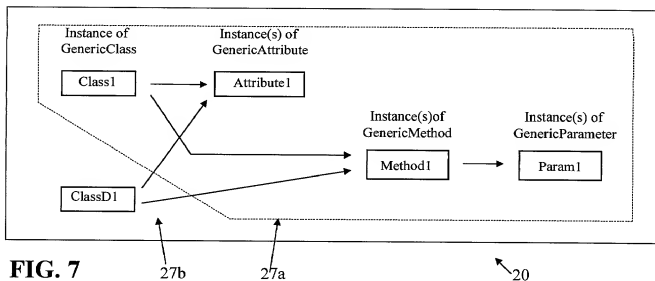 Instance of
GenericClass
Instance(s) of
GenericAttribute
Class1
Attribute1
Instance(s)of
GenericMethod
Instance(s) of
GenericParameter
Method1
Param1
ClassD1
FIG. 7
27b
27a
20